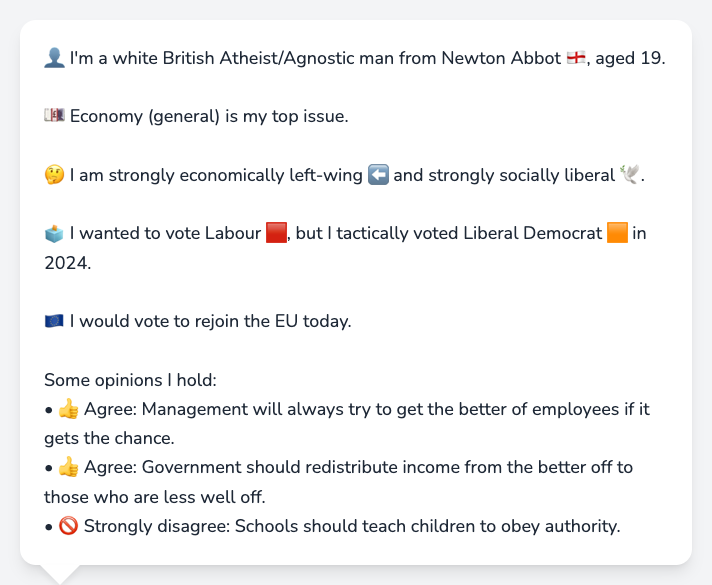 👤 I'm a white British Atheist/Agnostic man from Newton Abbot 🏴󠁧󠁢󠁥󠁮󠁧󠁿, aged 19.
💷 Economy (general) is my top issue.
🤔 I am strongly economically left-wing ⬅️ and strongly socially liberal 🕊️.
🗳️ I wanted to vote Labour 🟥, but I tactically voted Liberal Democrat 🟧 in
2024.
🇪🇺 I would vote to rejoin the EU today.
Some opinions I hold:
• 👍 Agree: Management will always try to get the better of employees if it
gets the chance.
• 👍 Agree: Government should redistribute income from the better off to
those who are less well off.
• 🚫 Strongly disagree: Schools should teach children to obey authority.